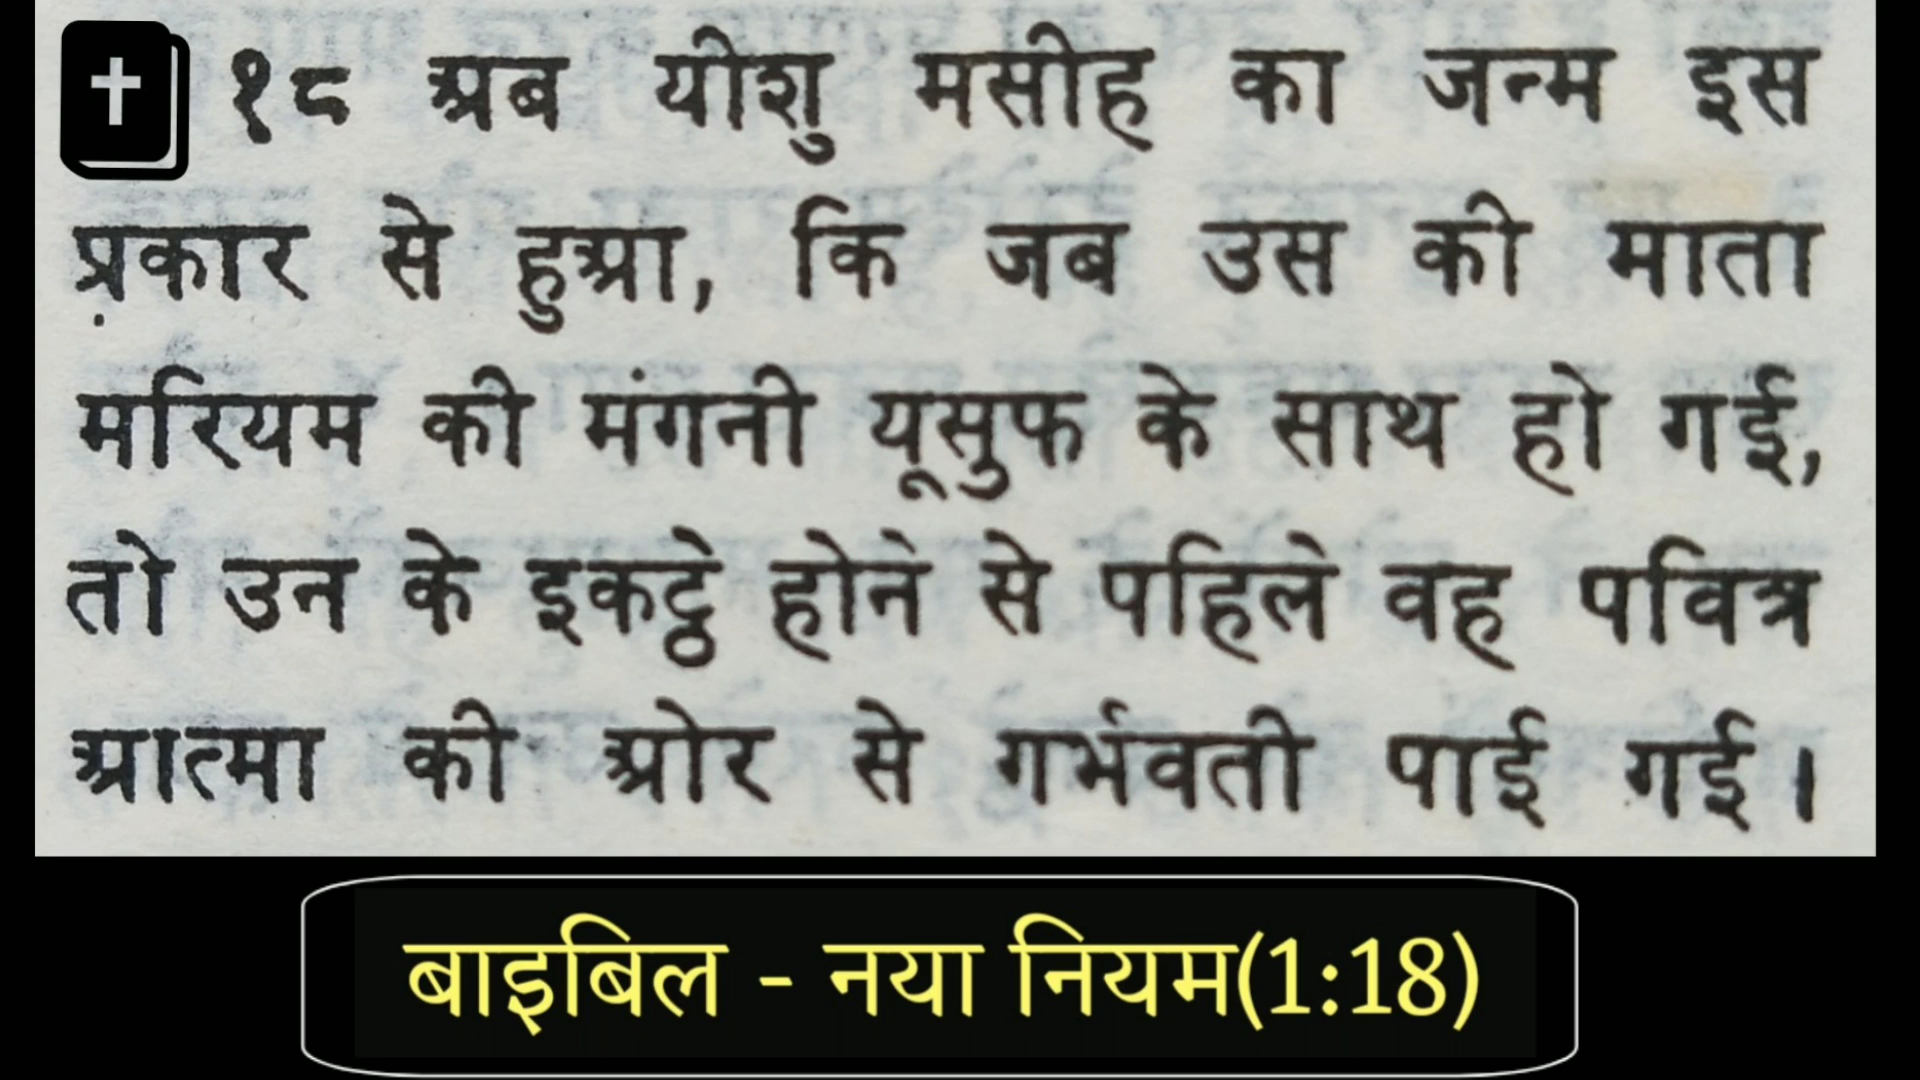 १८ अब यीशु मसीह का जन्म इस
प्रकार से हुआ, कि जब उस की माता
मरियम की मंगनी यूसुफ के साथ हो गई,
तो उन के इकट्ठे होने से पहिले वह पवित्र
आत्मा की ओर से गर्भवती पाई गई।
बाइबिल - नया नियम(1:18)